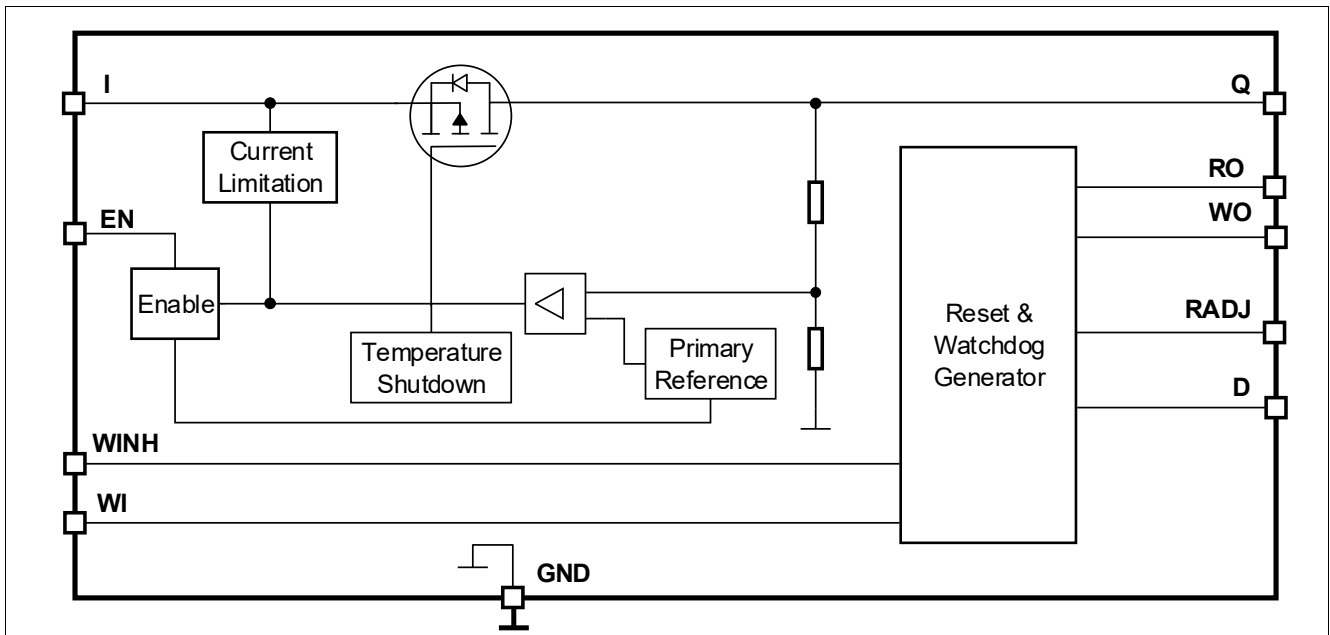 I
Q
Current
Limitation
RO
EN
WO
Enable
Reset &
Watchdog
Generator
RADJ
Temperature
Shutdown
Primary
Reference
D
WINH
WI
GND